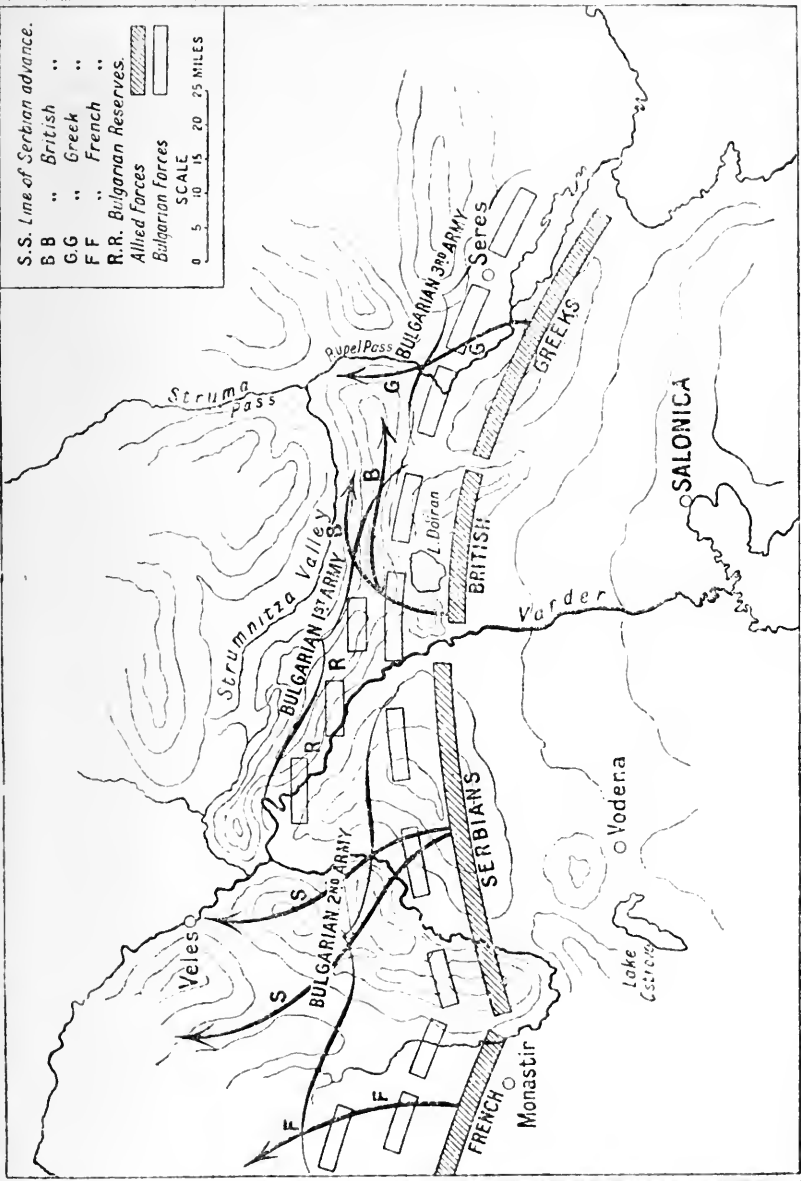 S.S. Line of Serbian advance.
B B „ British „
G.G „ Greek „
F F „ French „
R.R. Bulgarian Reserves.
Allied Forces
Bulgarian Forces
SCALE
0 5 10 15 20 25 MILES
Struma
Pass
Rupel Pass
Strumnitza Valley
BULGARIAN 1ST ARMY
BULGARIAN 2ND ARMY
BULGARIAN 3RD ARMY
Veles
S
S
F
F
R
R
B
B
G
G
Seres
L. Doiran
FRENCH
SERBIANS
BRITISH
GREEKS
Monastir
Vardar
Vodena
SALONICA
Lake